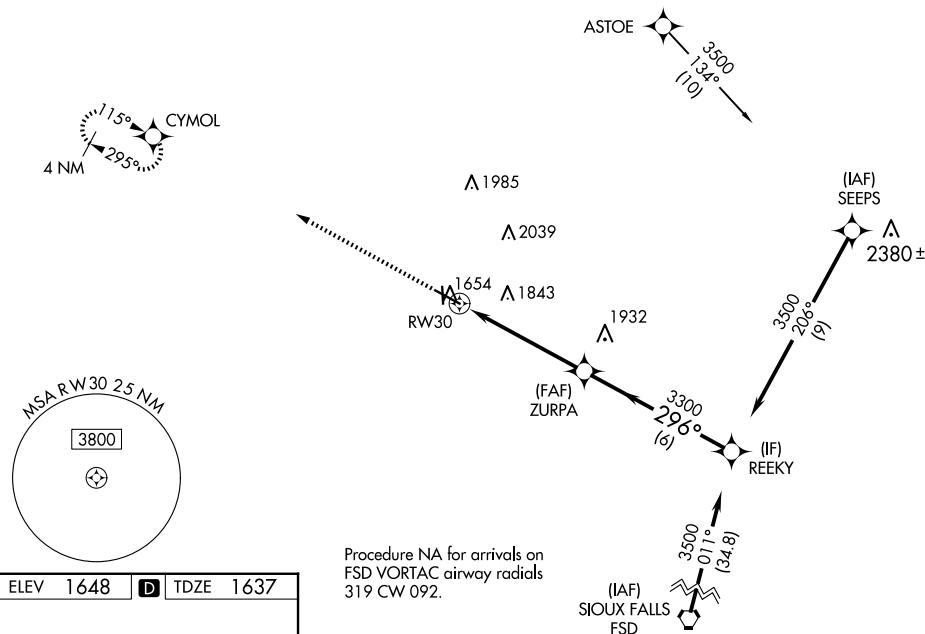 ASTOE
3500
134°
(10)
115°
CYMOL
295°
4 NM
1985
(IAF)
SEEPS
2039
2380 ±
1654
1843
RW30
1932
3500
206°
(9)
(FAF)
ZURPA
3300
296°
(6)
(IF)
REEKY
MSA RW30 25 NM
3800
3500
011°
(34.8)
Procedure NA for arrivals on
FSD VORTAC airway radials
319 CW 092.
(IAF)
SIOUX FALLS
FSD
ELEV 1648 D TDZE 1637